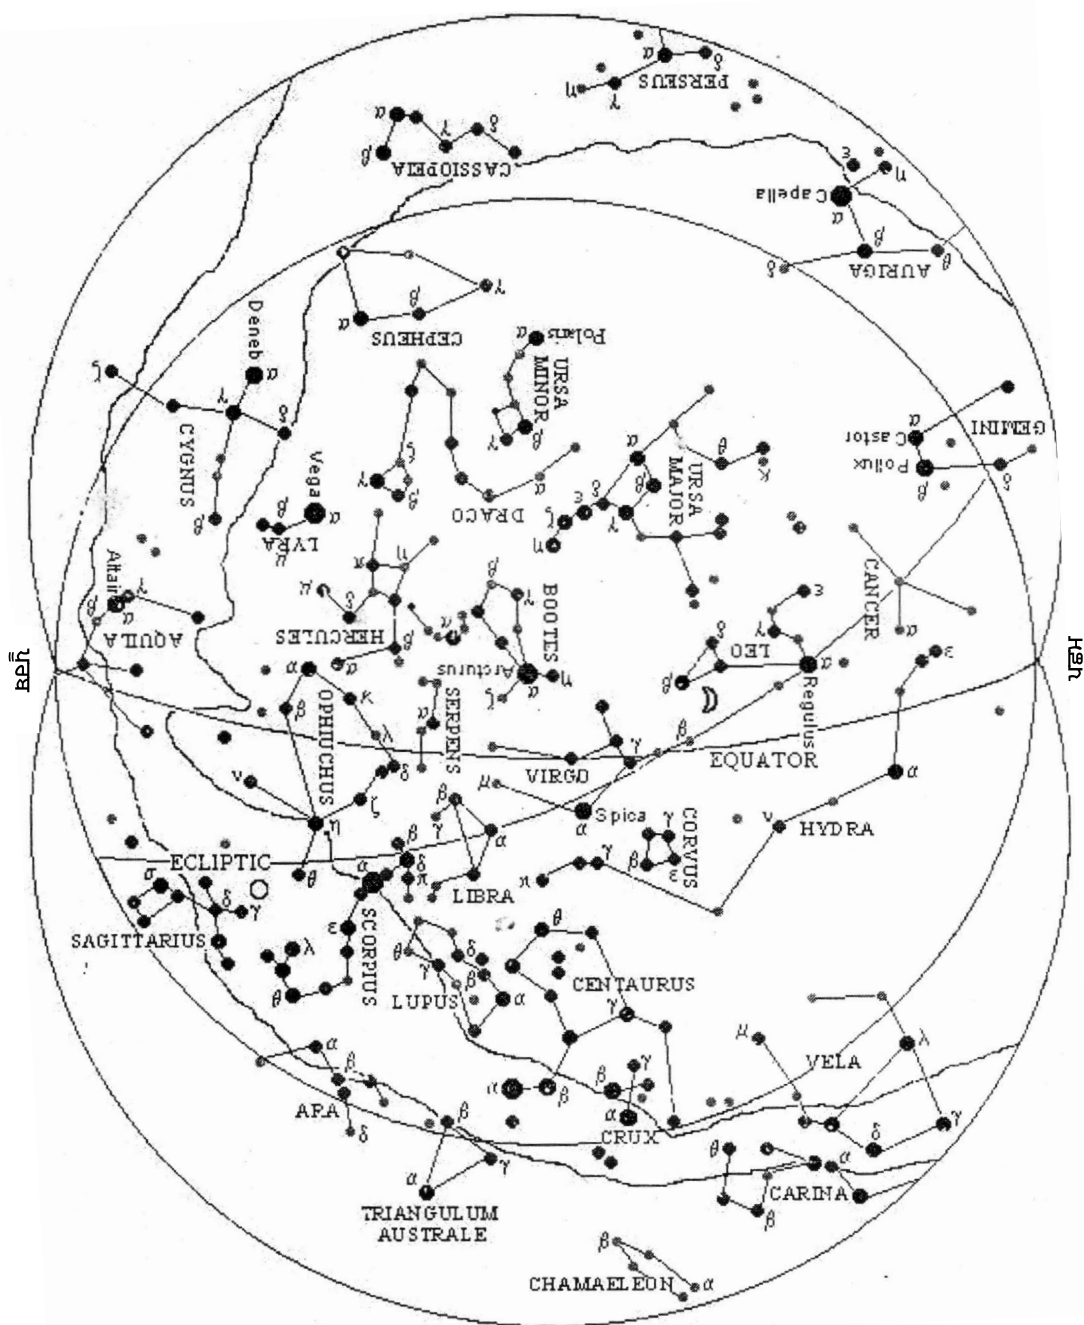 α
δ
PERSEUS
η
γ
α
γ
δ
β
CASSIOPEIA
ε
η
Capella
α
β
δ
AURIGA
θ
γ
α
β
CEPHEUS
Polaris
α
URSA
MINOR
γ
β
Deneb
α
ζ
γ
δ
CYGNUS
β
Vega
α
β
LYRA
μ
ζ
γ
β
DRACO
α
α
β
URSA
MAJOR
θ
κ
δ
ε
ζ
γ
η
α
Castor
GEMINI
Pollux
β
δ
Altair
β
γ
α
AQUILA
π
η
μ
δ
HERCULES
β
α
β
γ
BOOTES
α
Arcturus
α
η
ζ
ε
γ
δ
LEO
β
α
Regulus
CANCER
α
ε
α
β
κ
OPHIUCHUS
λ
δ
ν
ζ
η
θ
SERPENS
α
γ
β
VIRGO
μ
EQUATOR
α
Spica
β
γ
α
LIBRA
γ
β
ε
CORVUS
α
ν
HYDRA
γ
π
ECLIPTIC
σ
δ
γ
SAGITTARIUS
α
β
δ
π
ε
SCORPIUS
λ
θ
θ
δ
γ
β
LUPUS
α
θ
CENTAURUS
γ
α
β
γ
β
α
CRUX
μ
VELA
λ
δ
γ
α
β
ARA
δ
β
γ
α
TRIANGULUM
AUSTRALE
θ
α
CARINA
β
β
CHAMAELEON
α